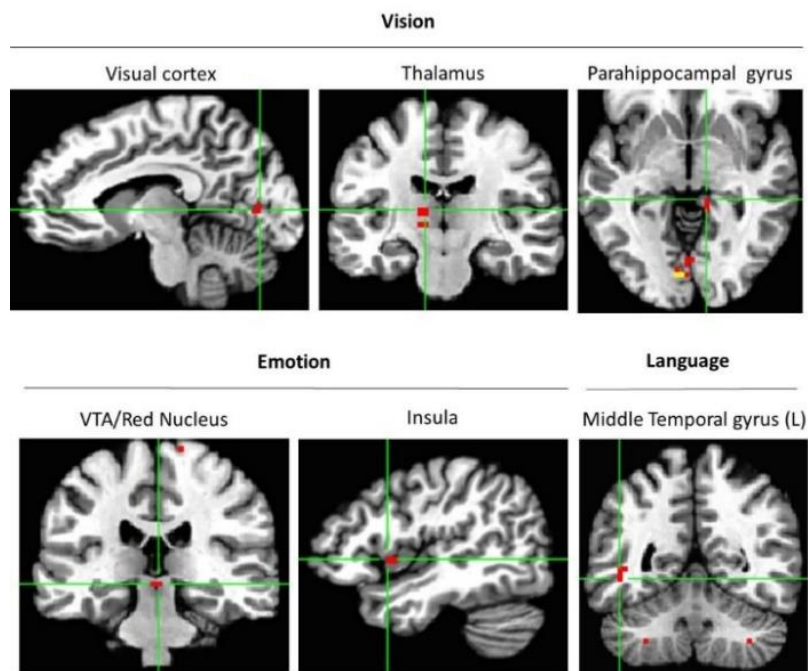 Vision
Visual cortex
Thalamus
Parahippocampal gyrus
Emotion
Language
VTA/Red Nucleus
Insula
Middle Temporal gyrus (L)